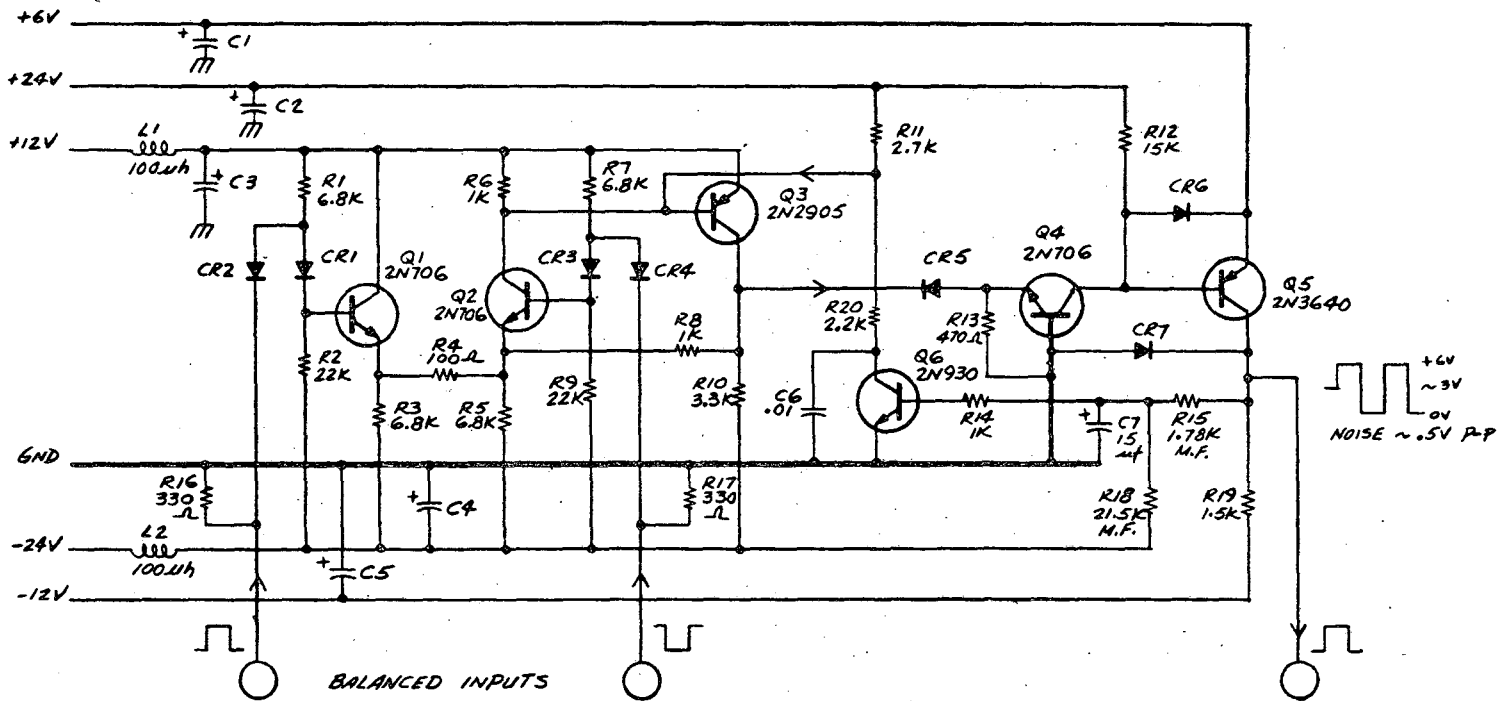 +6V
C1
+24V
C2
+12V
L1
100µh
C3
R1
6.8K
CR2
CR1
Q1
2N706
R2
22K
R3
6.8K
R4
100Ω
R6
1K
Q2
2N706
R5
6.8K
R7
6.8K
CR3
CR4
R9
22K
R8
1K
Q3
2N2905
R10
3.3K
R11
2.7K
R20
2.2K
C6
.01
Q6
2N930
CR5
R13
470Ω
Q4
2N706
R12
15K
CR6
Q5
2N3640
CR7
R14
1K
C7
15
µf
R15
1.78K
M.F.
R18
21.5K
M.F.
R19
1.5K
+6V
~3V
0V
NOISE ~ .5V P-P
GND
R16
330
Ω
C4
R17
330
Ω
-24V
L2
100µh
C5
-12V
BALANCED INPUTS